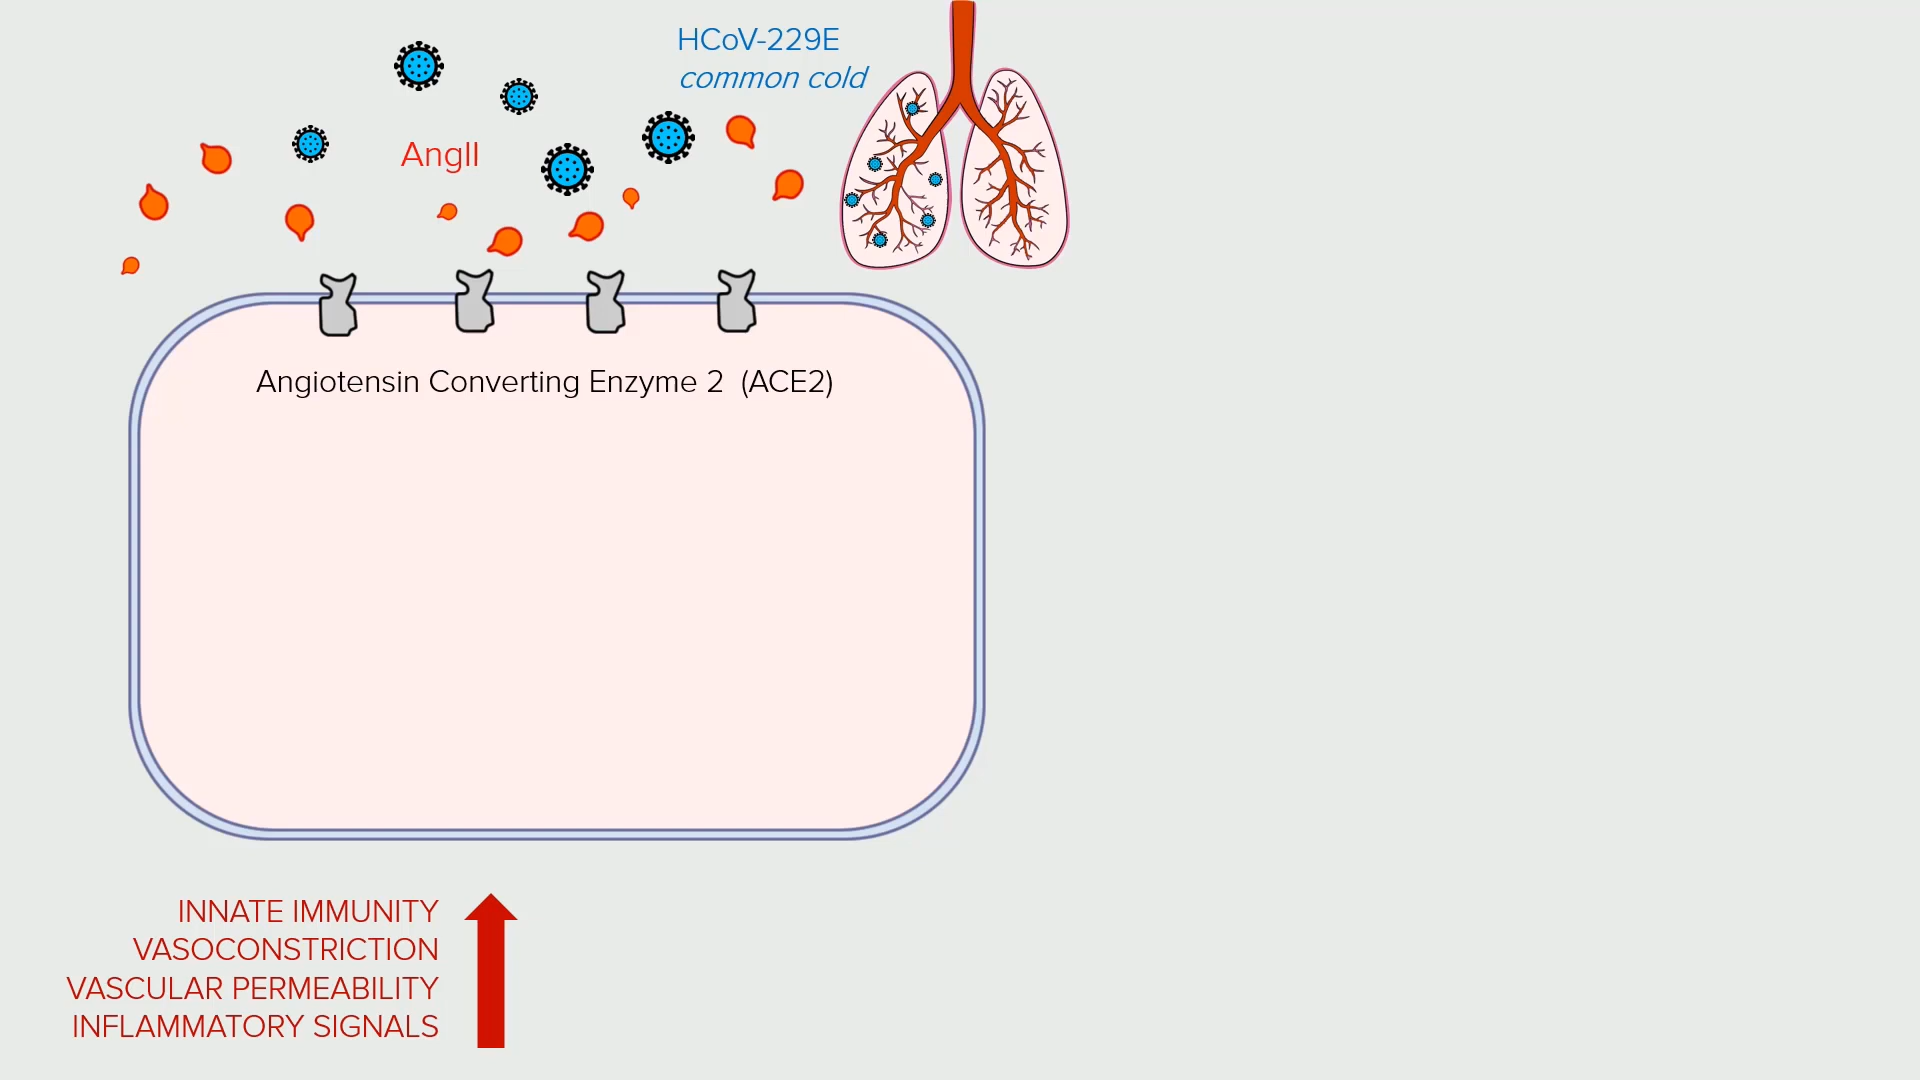 HCoV-229E
common cold
AngII
Angiotensin Converting Enzyme 2 (ACE2)
INNATE IMMUNITY
VASOCONSTRICTION
VASCULAR PERMEABILITY
INFLAMMATORY SIGNALS